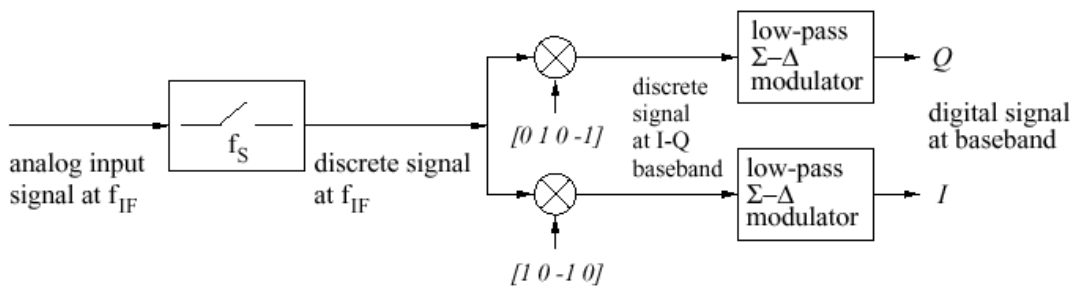 low-pass
Σ–Δ
modulator
Q
[0 1 0 -1]
discrete
signal
at I-Q
baseband
digital signal
at baseband
f_S
analog input
signal at f_IF
discrete signal
at f_IF
low-pass
Σ–Δ
modulator
I
[1 0 -1 0]